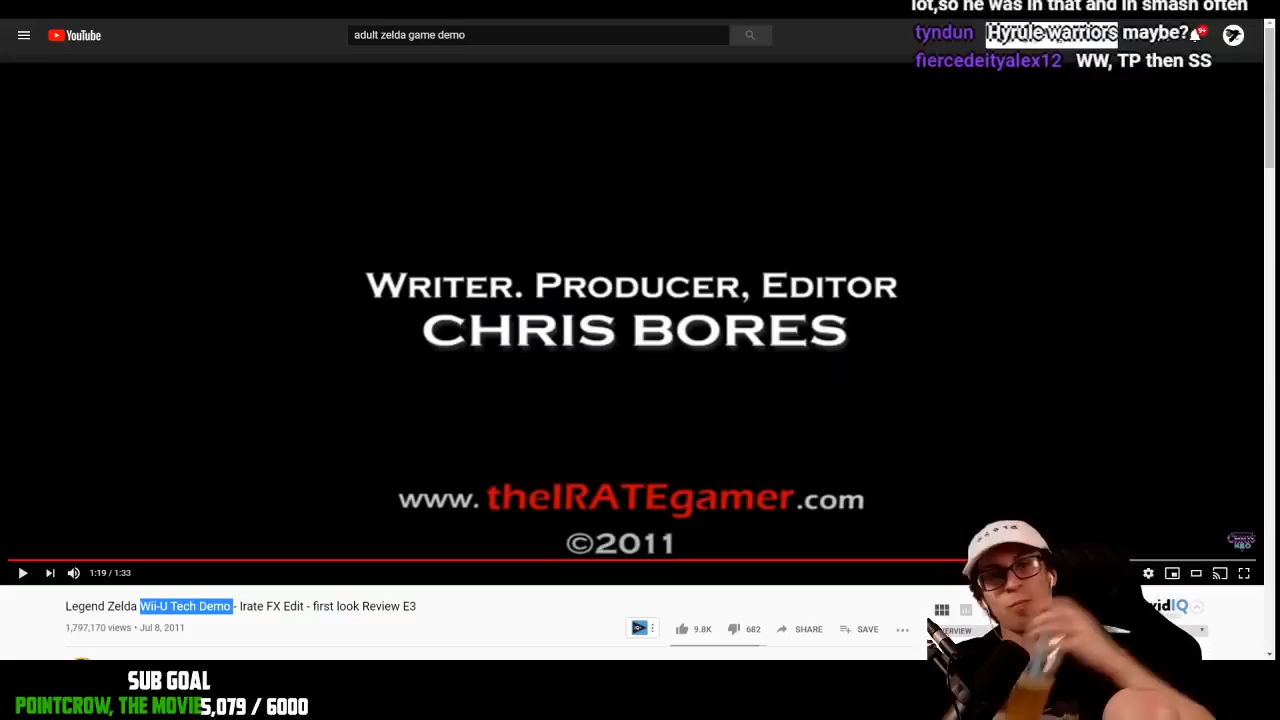 lot,so he was in that and in smash often
YouTube
adult zelda game demo
9+
tyndun Hyrule warriors maybe?
fiercedeityalex12 WW, TP then SS
WRITER. PRODUCER, EDITOR
CHRIS BORES
www.theIRATEgamer.com
©2011
1:19 / 1:33
Legend Zelda Wii-U Tech Demo - Irate FX Edit - first look Review E3
1,797,170 views • Jul 8, 2011
9.8K
682
SHARE
SAVE
vidIQ
ERVIEW
SUB GOAL
POINTCROW, THE MOVIE
5,079 / 6000